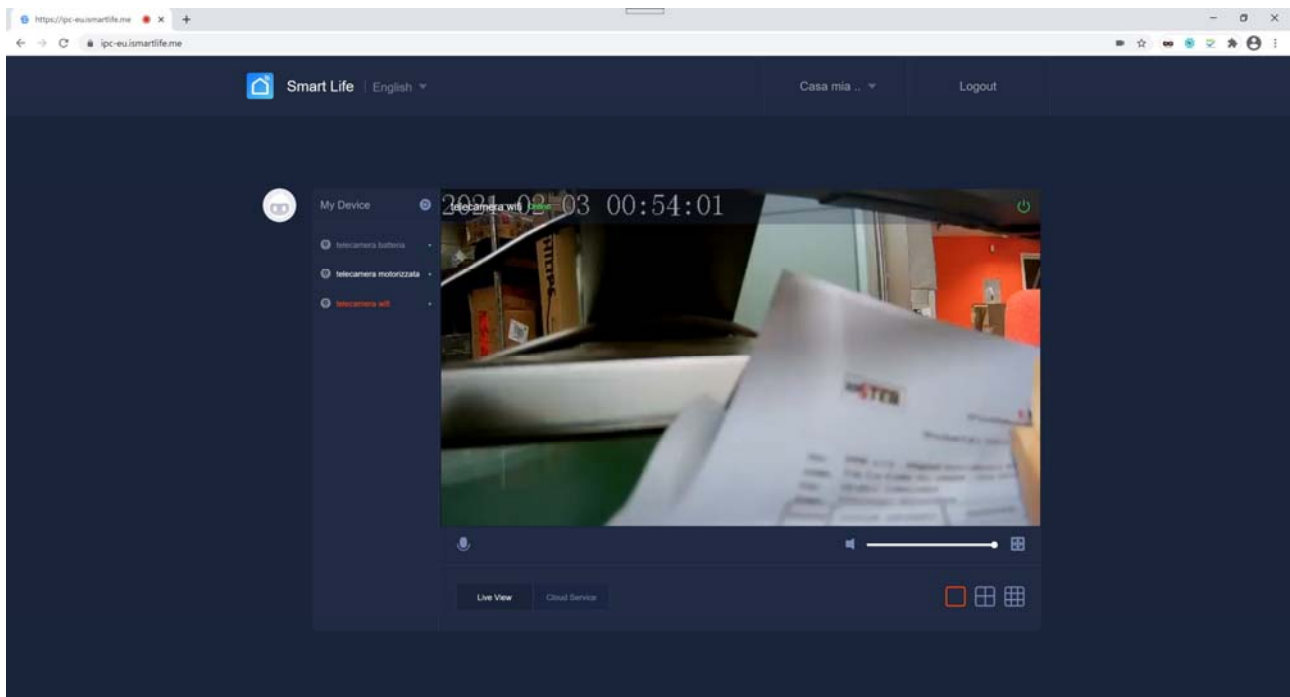 https://ipc-eu.ismartlife.me
ipc-eu.ismartlife.me
Smart Life | English
Casa mia ..
Logout
My Device
telecamera batteria
telecamera motorizzata
telecamera wifi
2021-02-03 00:54:01
telecamera wifi Online
PHILIPS
Live View
Cloud Service